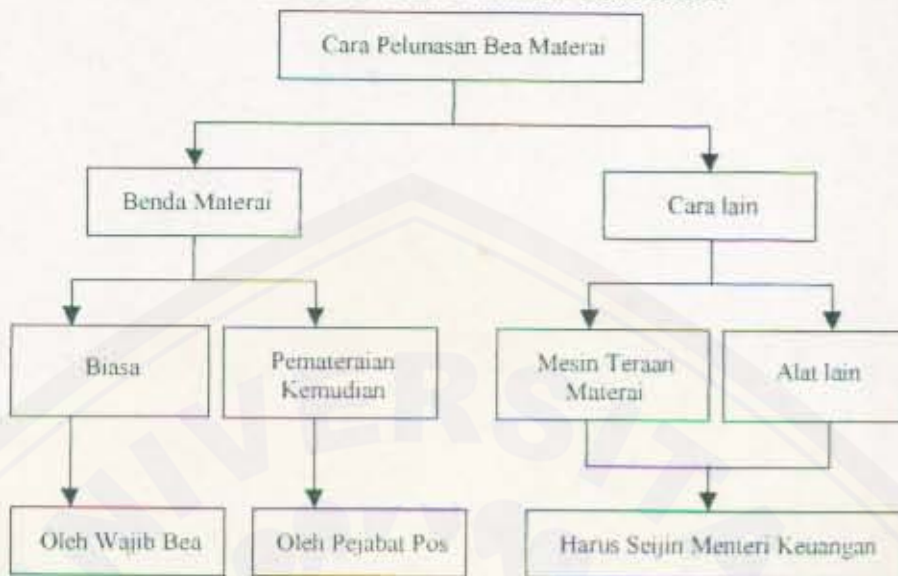 Cara Pelunasan Bea Materai
Benda Materai
Cara lain
Biasa
Pemateraian
Kemudian
Mesin Teraan
Materai
Alat lain
Oleh Wajib Bea
Oleh Pejabat Pos
Harus Seijin Menteri Keuangan